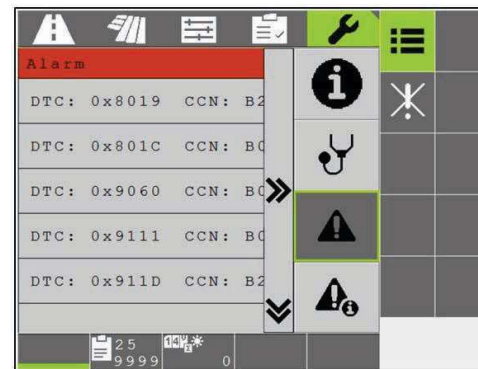 Alarm
DTC: 0x8019 CCN: B2
DTC: 0x801C CCN: B0
DTC: 0x9060 CCN: B0
DTC: 0x9111 CCN: B0
DTC: 0x911D CCN: B2
25
9999
0